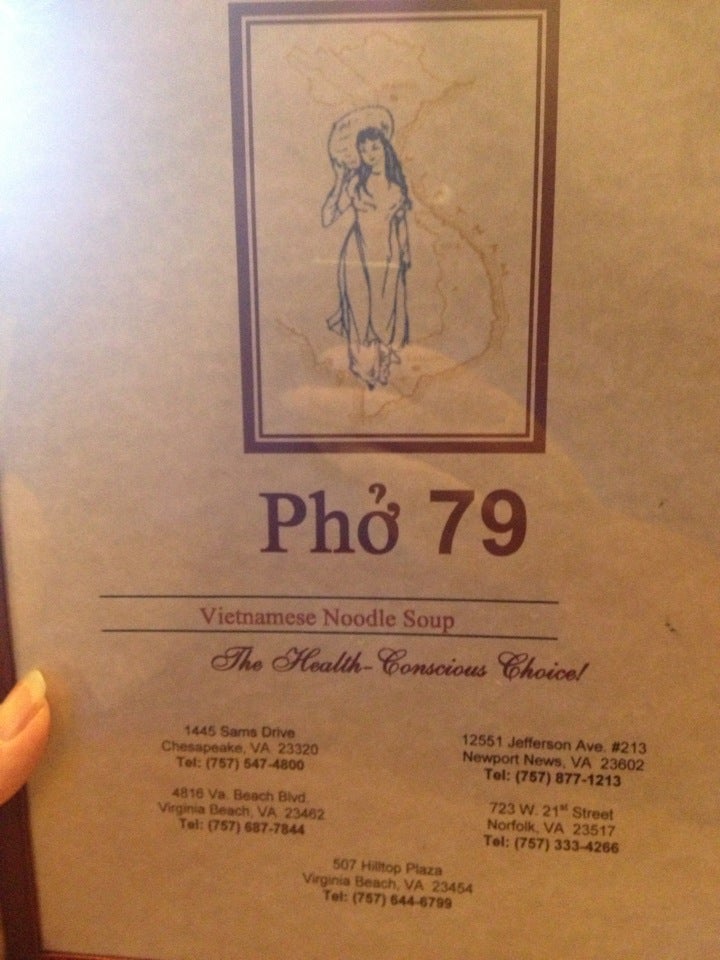 Phở 79
Vietnamese Noodle Soup
The Health-Conscious Choice!
1445 Sams Drive
Chesapeake, VA 23320
Tel: (757) 547-4800
4816 Va. Beach Blvd.
Virginia Beach, VA 23462
Tel: (757) 687-7844
12551 Jefferson Ave. #213
Newport News, VA 23602
Tel: (757) 877-1213
723 W. 21st Street
Norfolk, VA 23517
Tel: (757) 333-4266
507 Hilltop Plaza
Virginia Beach, VA 23454
Tel: (757) 644-6799